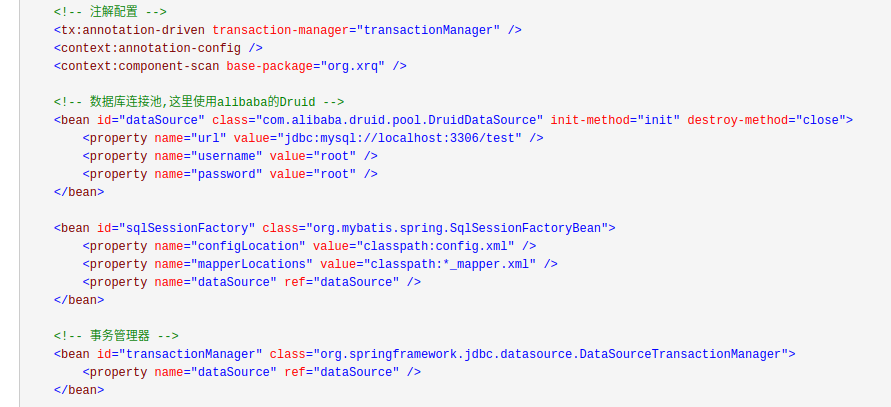 <!-- 注解配置 -->
<tx:annotation-driven transaction-manager="transactionManager" />
<context:annotation-config />
<context:component-scan base-package="org.xrq" />
<!-- 数据库连接池,这里使用alibaba的Druid -->
<bean id="dataSource" class="com.alibaba.druid.pool.DruidDataSource" init-method="init" destroy-method="close">
<property name="url" value="jdbc:mysql://localhost:3306/test" />
<property name="username" value="root" />
<property name="password" value="root" />
</bean>
<bean id="sqlSessionFactory" class="org.mybatis.spring.SqlSessionFactoryBean">
<property name="configLocation" value="classpath:config.xml" />
<property name="mapperLocations" value="classpath:*_mapper.xml" />
<property name="dataSource" ref="dataSource" />
</bean>
<!-- 事务管理器 -->
<bean id="transactionManager" class="org.springframework.jdbc.datasource.DataSourceTransactionManager">
<property name="dataSource" ref="dataSource" />
</bean>